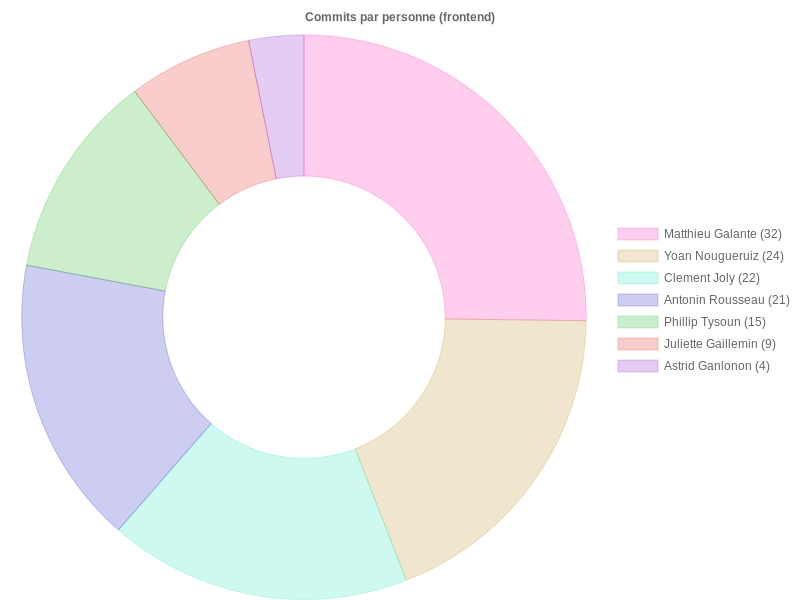 Commits par personne (frontend)
Matthieu Galante (32)
Yoan Nougueruiz (24)
Clement Joly (22)
Antonin Rousseau (21)
Phillip Tysoun (15)
Juliette Gaillemin (9)
Astrid Ganlonon (4)